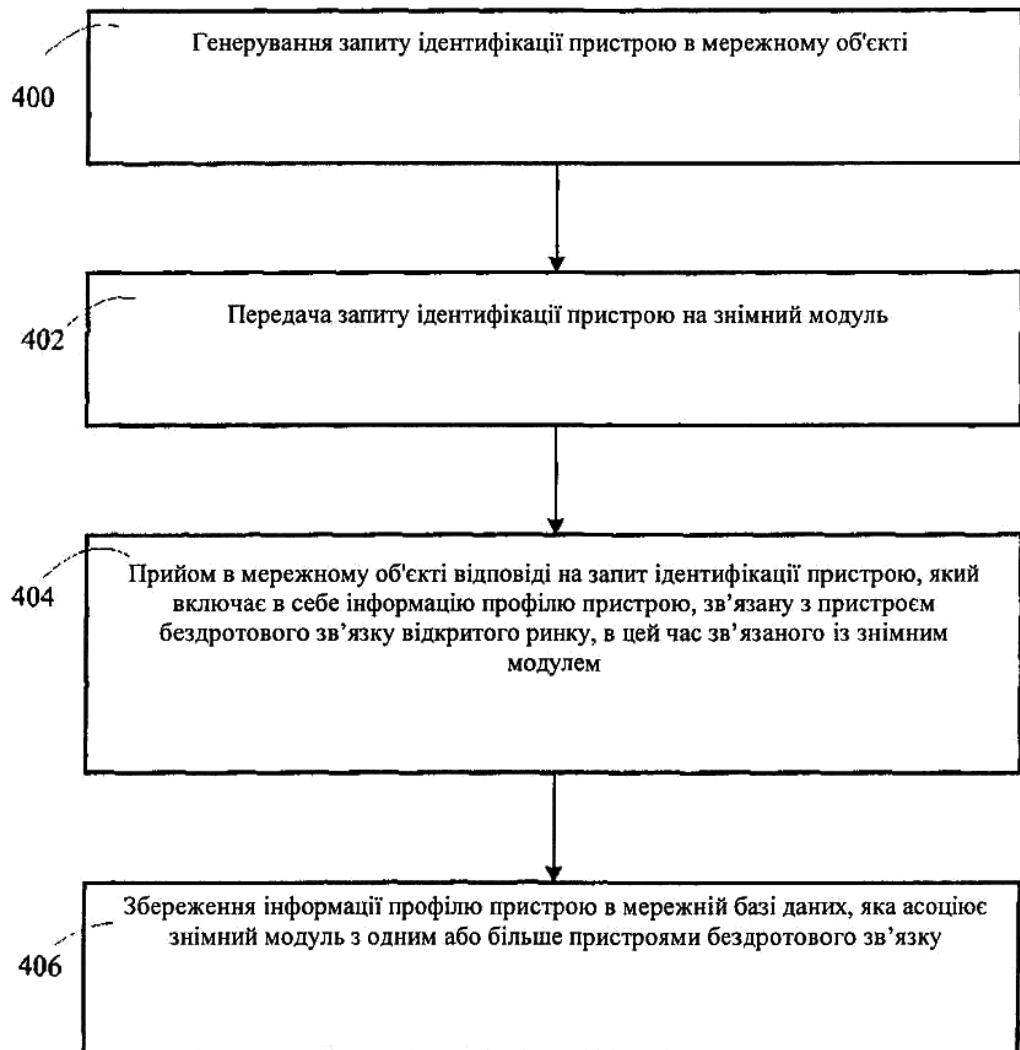 Генерування запиту ідентифікації пристрою в мережному об'єкті
400
Передача запиту ідентифікації пристрою на знімний модуль
402
Прийом в мережному об'єкті відповіді на запит ідентифікації пристрою, який
включає в себе інформацію профілю пристрою, зв’язану з пристроєм
бездротового зв’язку відкритого ринку, в цей час зв’язаного із знімним
модулем
404
Збереження інформації профілю пристрою в мережній базі даних, яка асоціює
знімний модуль з одним або більше пристроями бездротового зв’язку
406